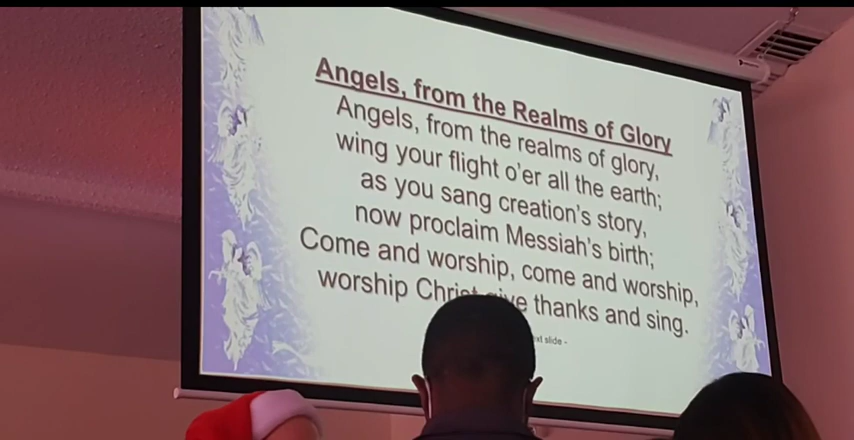 Angels, from the Realms of Glory
Angels, from the realms of glory,
wing your flight o'er all the earth;
as you sang creation's story,
now proclaim Messiah's birth;
Come and worship, come and worship,
worship Christ give thanks and sing.
slide -